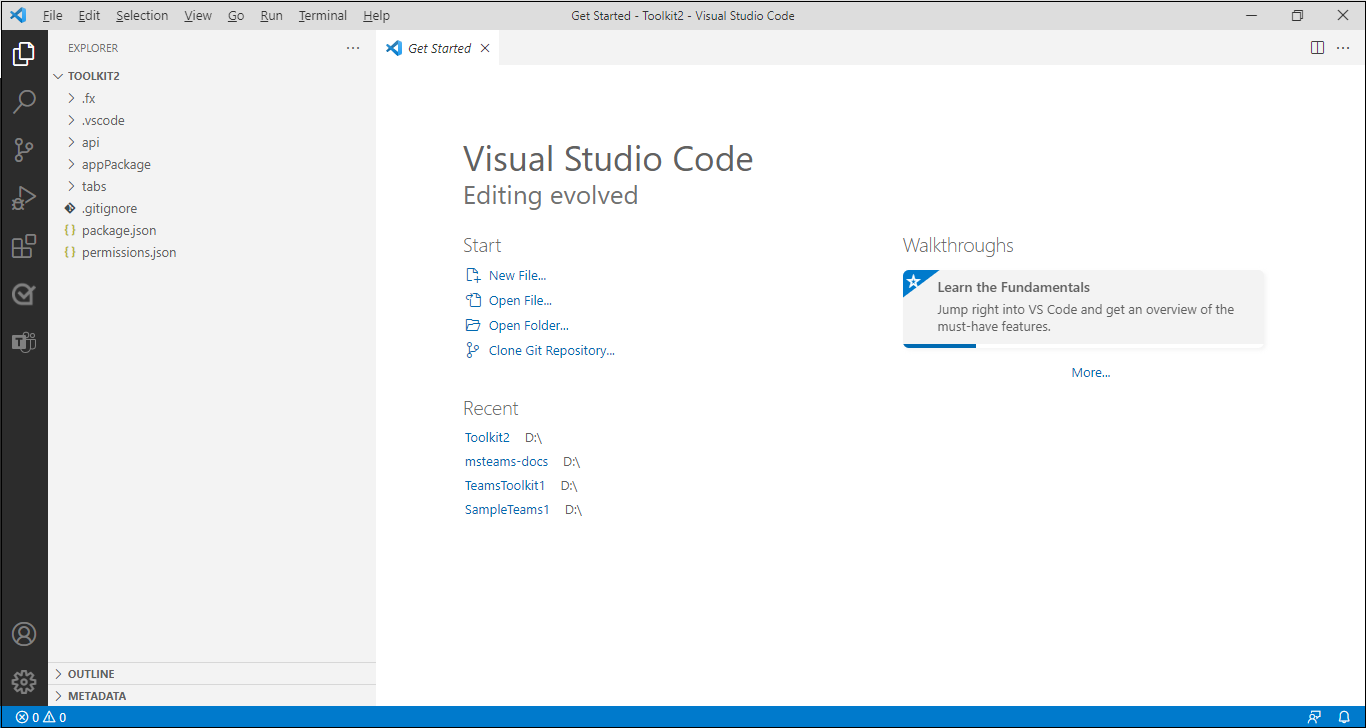 File Edit Selection View Go Run Terminal Help Get Started - Toolkit2 - Visual Studio Code
EXPLORER
Get Started
TOOLKIT2
.fx
.vscode
api
appPackage
tabs
.gitignore
package.json
permissions.json
OUTLINE
METADATA
Visual Studio Code
Editing evolved
Start
New File...
Open File...
Open Folder...
Clone Git Repository...
Recent
Toolkit2 D:\
msteams-docs D:\
TeamsToolkit1 D:\
SampleTeams1 D:\
Walkthroughs
Learn the Fundamentals
Jump right into VS Code and get an overview of the
must-have features.
More...
0 0